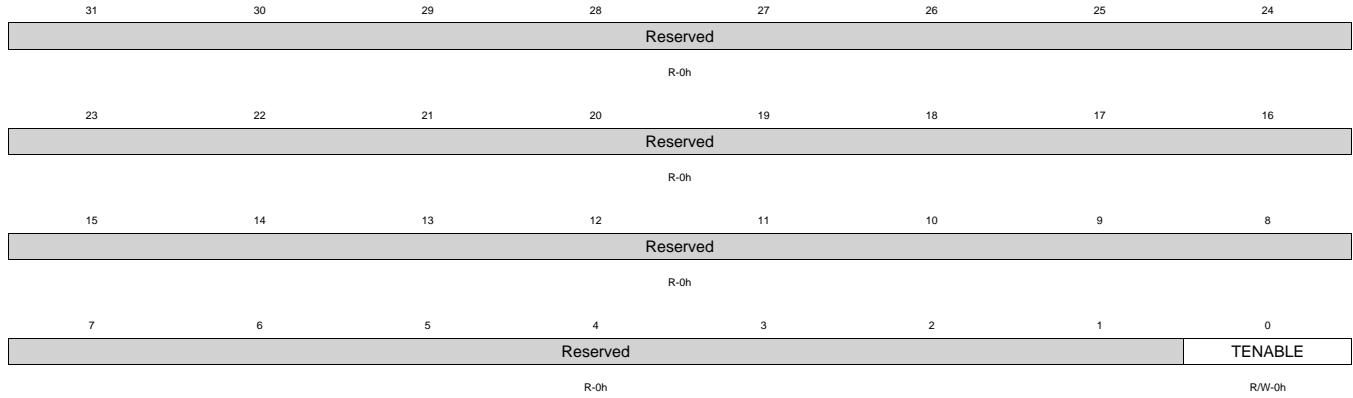 31 30 29 28 27 26 25 24
Reserved
R-0h
23 22 21 20 19 18 17 16
Reserved
R-0h
15 14 13 12 11 10 9 8
Reserved
R-0h
7 6 5 4 3 2 1 0
Reserved TENABLE
R-0h R/W-0h